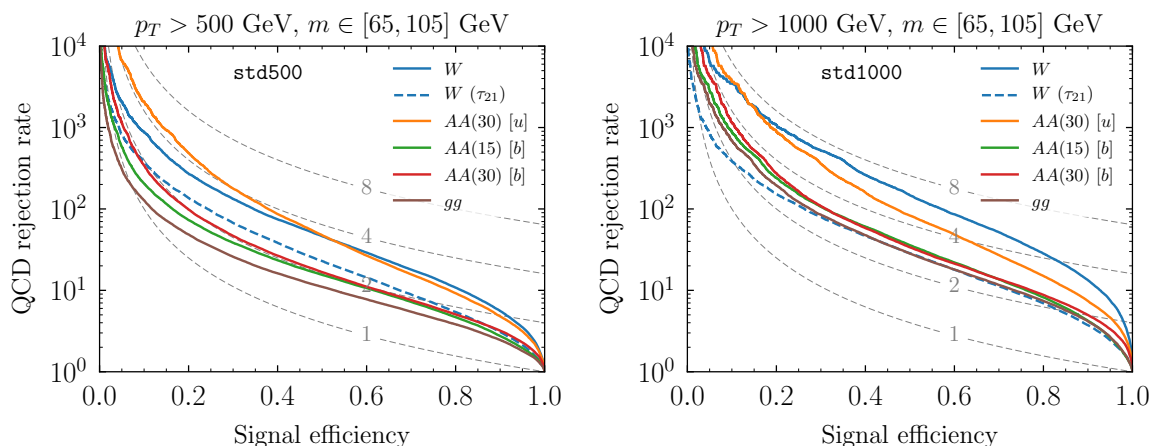 p_T > 500 GeV, m ∈ [65, 105] GeV
std500
W
W (τ_21)
AA(30) [u]
AA(15) [b]
AA(30) [b]
gg
8
4
2
1
10^4
10^3
10^2
10^1
10^0
QCD rejection rate
0.0 0.2 0.4 0.6 0.8 1.0
Signal efficiency
p_T > 1000 GeV, m ∈ [65, 105] GeV
std1000
W
W (τ_21)
AA(30) [u]
AA(15) [b]
AA(30) [b]
gg
8
4
2
1
10^4
10^3
10^2
10^1
10^0
QCD rejection rate
0.0 0.2 0.4 0.6 0.8 1.0
Signal efficiency